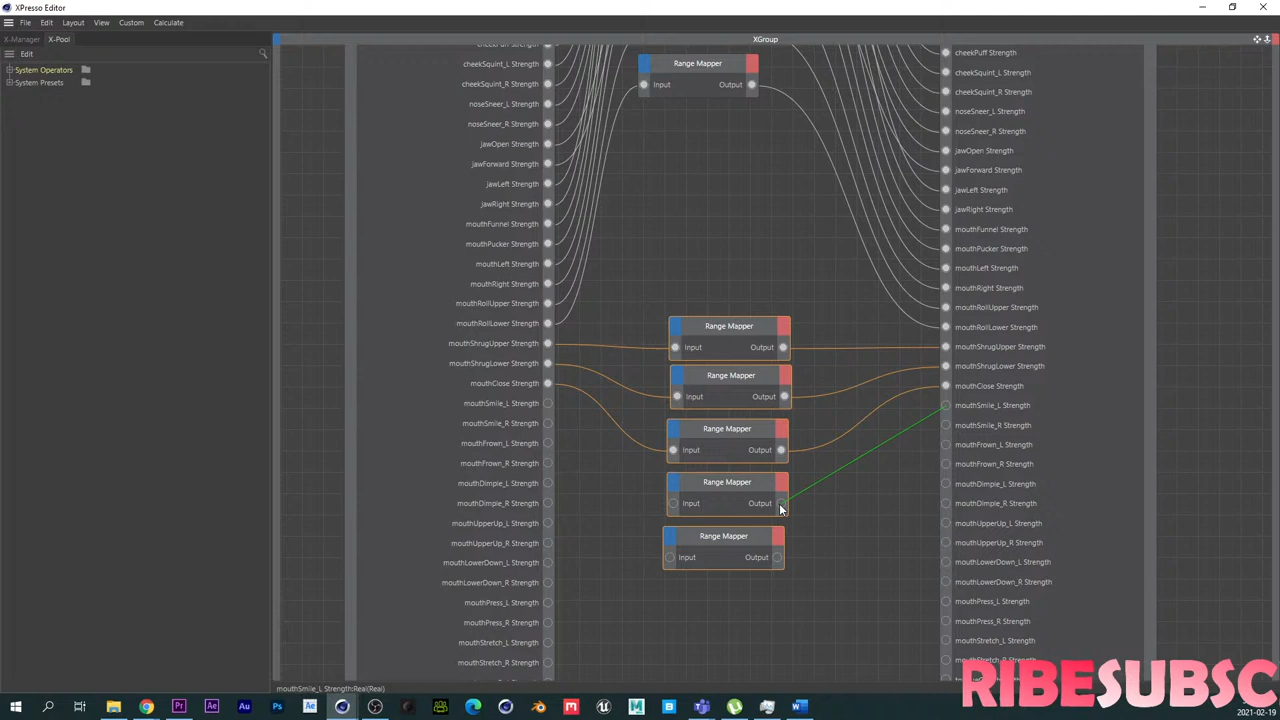 XPresso Editor
File Edit Layout View Custom Calculate
X-Manager X-Pool
Edit
System Operators
System Presets
XGroup
cheekSquint_L Strength
cheekSquint_R Strength
noseSneer_L Strength
noseSneer_R Strength
jawOpen Strength
jawForward Strength
jawLeft Strength
jawRight Strength
mouthFunnel Strength
mouthPucker Strength
mouthLeft Strength
mouthRight Strength
mouthRollUpper Strength
mouthRollLower Strength
mouthShrugUpper Strength
mouthShrugLower Strength
mouthClose Strength
mouthSmile_L Strength
mouthSmile_R Strength
mouthFrown_L Strength
mouthFrown_R Strength
mouthDimple_L Strength
mouthDimple_R Strength
mouthUpperUp_L Strength
mouthUpperUp_R Strength
mouthLowerDown_L Strength
mouthLowerDown_R Strength
mouthPress_L Strength
mouthPress_R Strength
mouthStretch_L Strength
mouthStretch_R Strength
Range Mapper
Input Output
Range Mapper
Input Output
Range Mapper
Input Output
Range Mapper
Input Output
Range Mapper
Input Output
Range Mapper
Input Output
cheekPuff Strength
cheekSquint_L Strength
cheekSquint_R Strength
noseSneer_L Strength
noseSneer_R Strength
jawOpen Strength
jawForward Strength
jawLeft Strength
jawRight Strength
mouthFunnel Strength
mouthPucker Strength
mouthLeft Strength
mouthRight Strength
mouthRollUpper Strength
mouthRollLower Strength
mouthShrugUpper Strength
mouthShrugLower Strength
mouthClose Strength
mouthSmile_L Strength
mouthSmile_R Strength
mouthFrown_L Strength
mouthFrown_R Strength
mouthDimple_L Strength
mouthDimple_R Strength
mouthUpperUp_L Strength
mouthUpperUp_R Strength
mouthLowerDown_L Strength
mouthLowerDown_R Strength
mouthPress_L Strength
mouthPress_R Strength
mouthStretch_L Strength
mouthSmile_L Strength:Real(Real)
RIBESUBSC
Pr Ae Au Ps Ae
2021-02-19